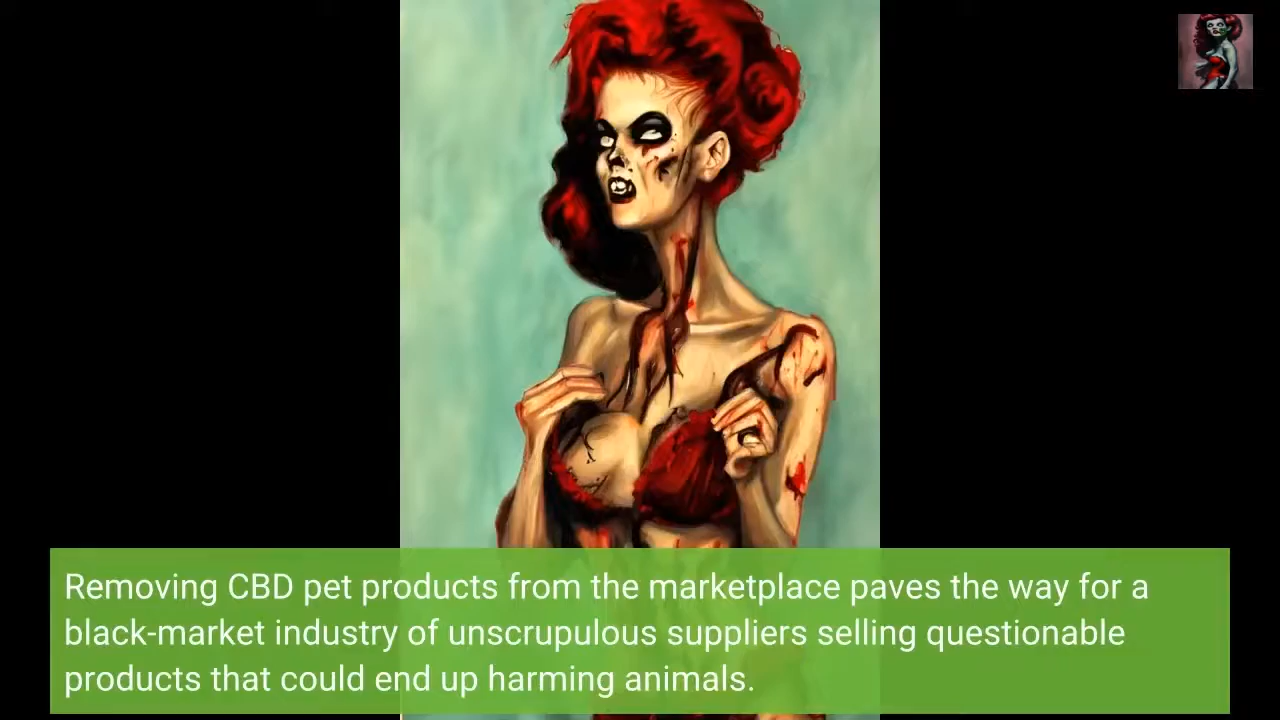 Removing CBD pet products from the marketplace paves the way for a
black-market industry of unscrupulous suppliers selling questionable
products that could end up harming animals.